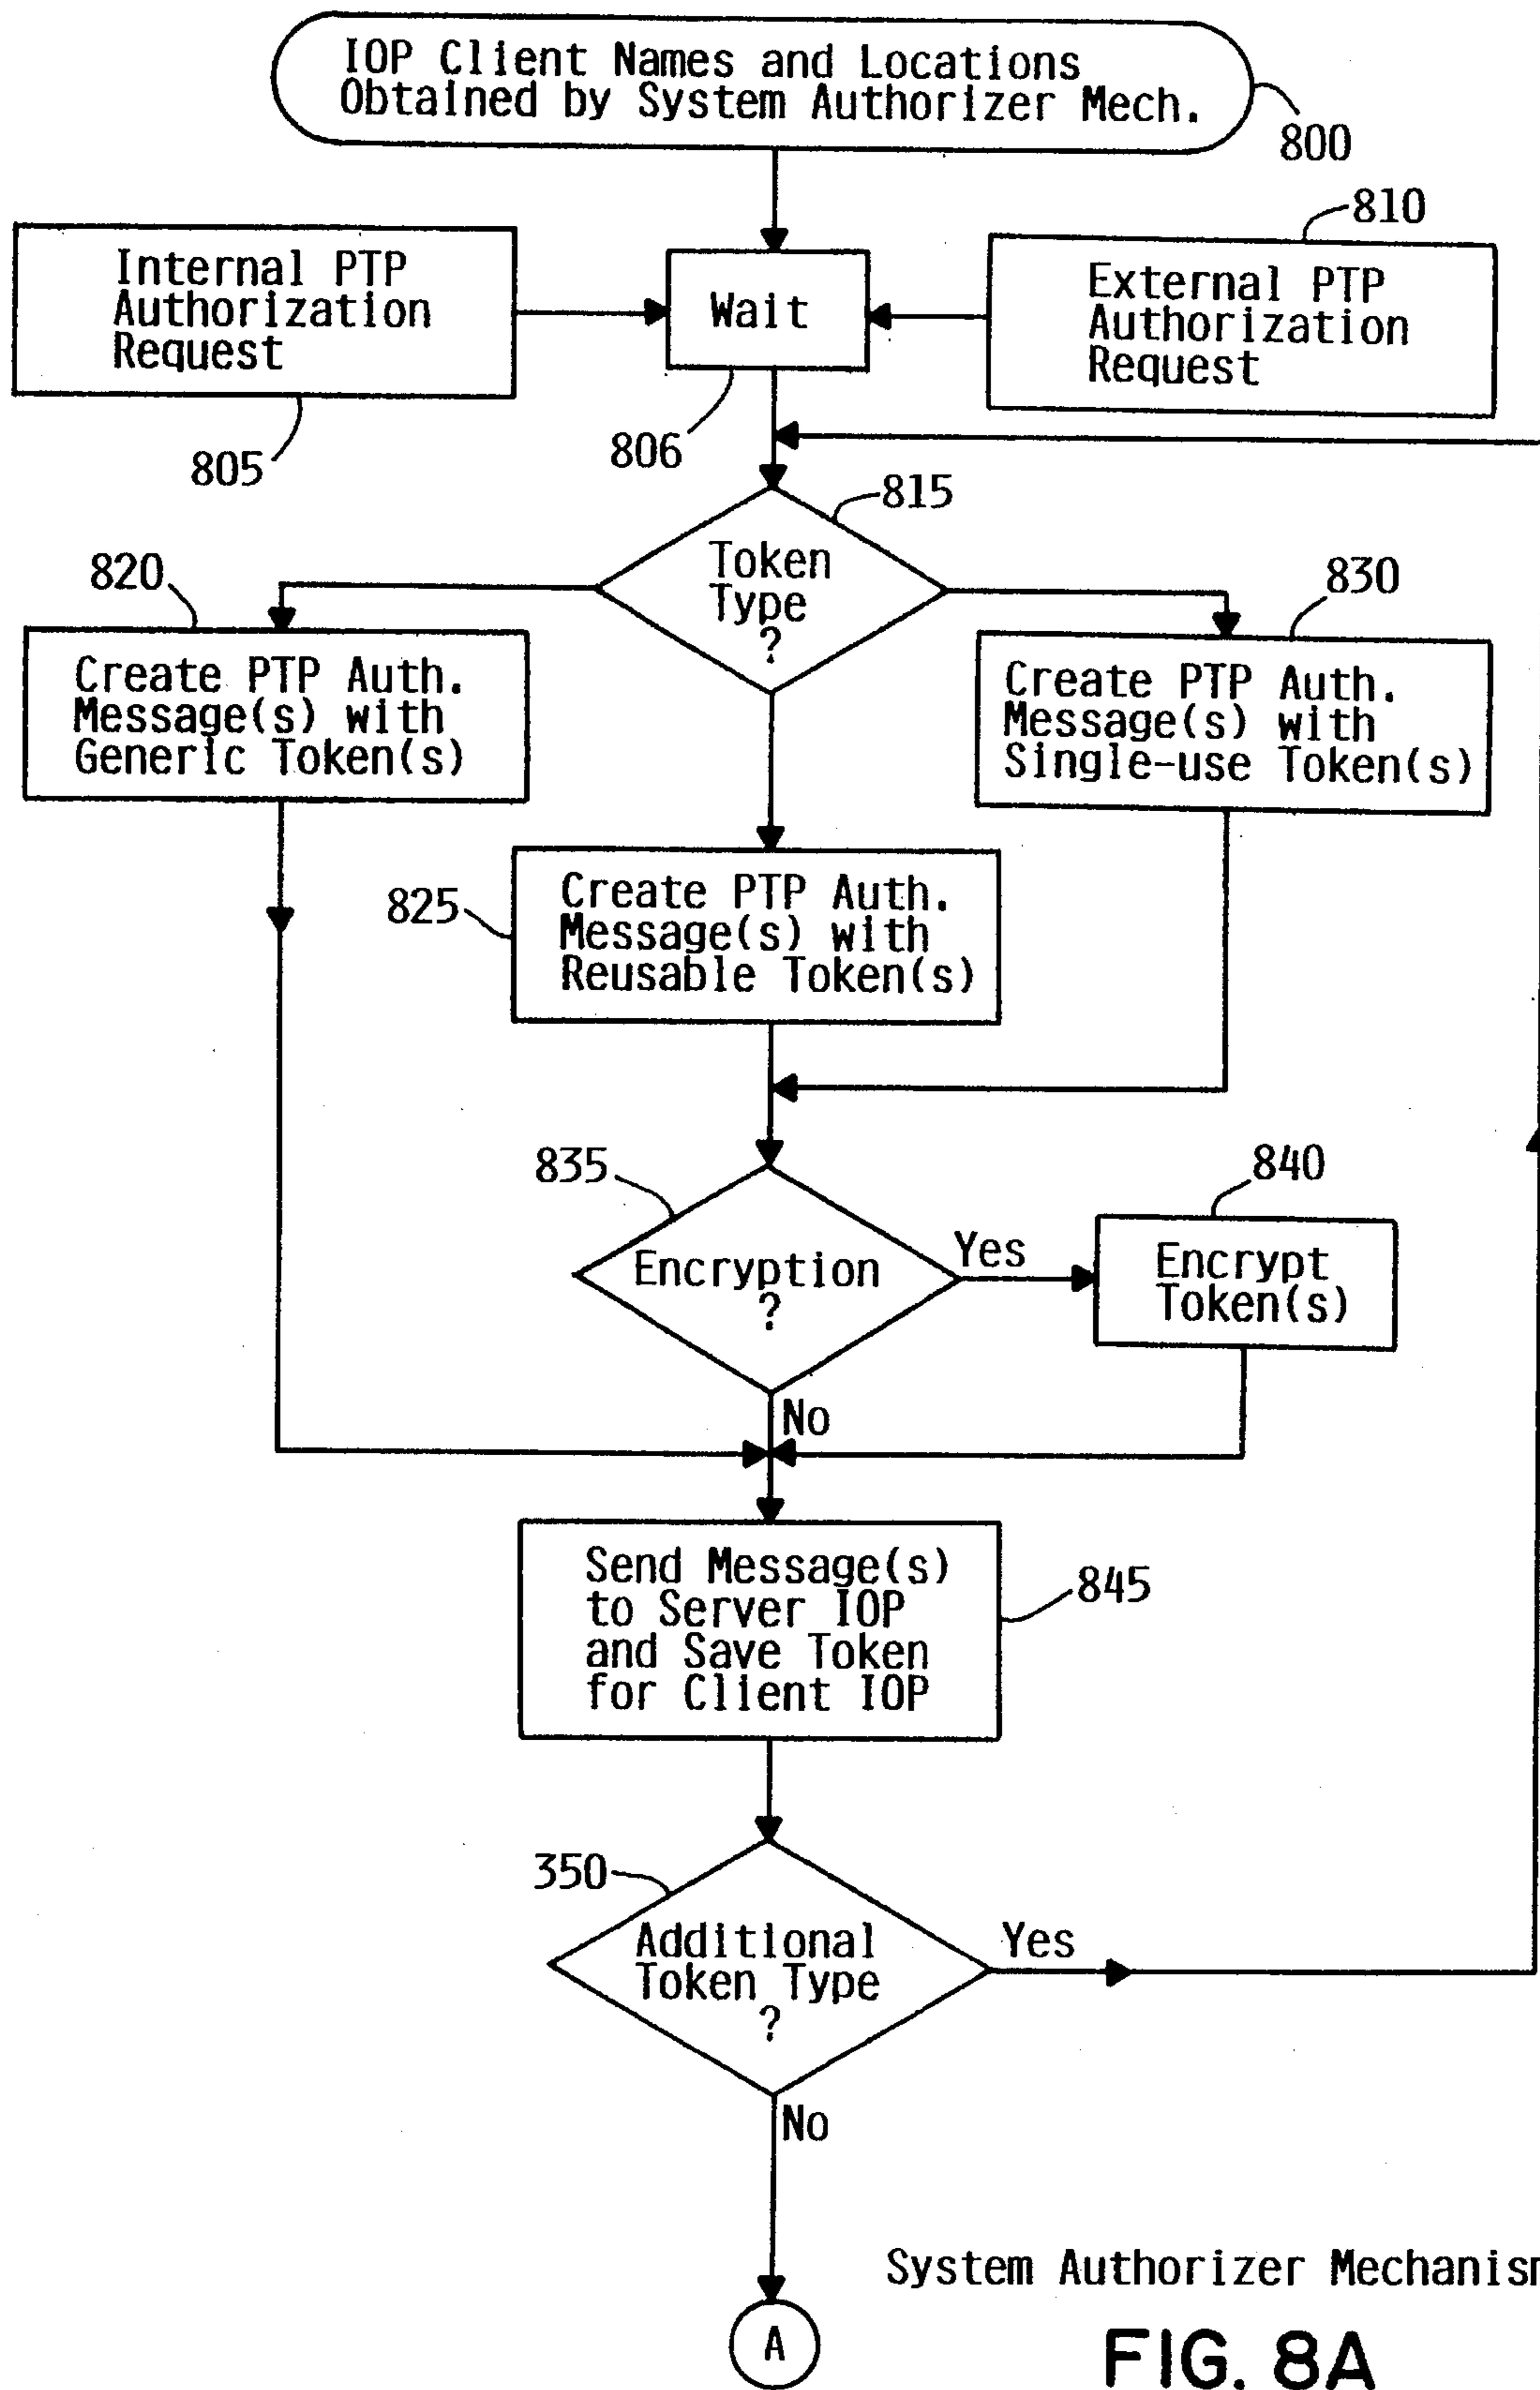 IOP Client Names and Locations
Obtained by System Authorizer Mech.
800
Internal PTP
Authorization
Request
805
Wait
806
810
External PTP
Authorization
Request
815
Token
Type
?
820
Create PTP Auth.
Message(s) with
Generic Token(s)
830
Create PTP Auth.
Message(s) with
Single-use Token(s)
825
Create PTP Auth.
Message(s) with
Reusable Token(s)
835
Encryption
?
Yes
840
Encrypt
Token(s)
No
Send Message(s)
to Server IOP
and Save Token
for Client IOP
845
350
Additional
Token Type
?
Yes
No
A
System Authorizer Mechanism
FIG. 8A